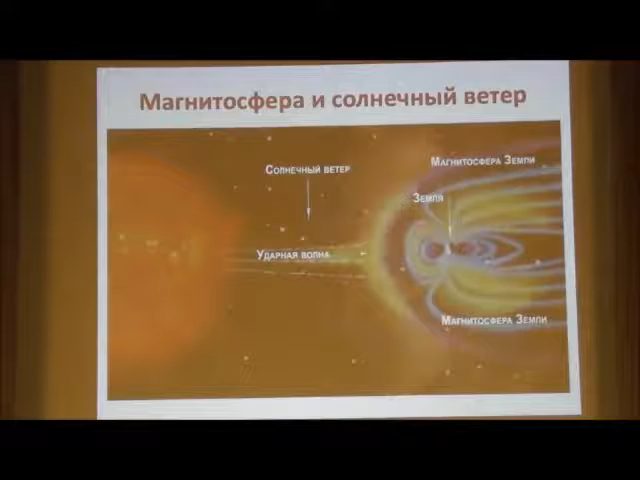 Магнитосфера и солнечный ветер
Солнечный ветер
Магнитосфера Земли
Земля
Ударная волна
Магнитосфера Земли